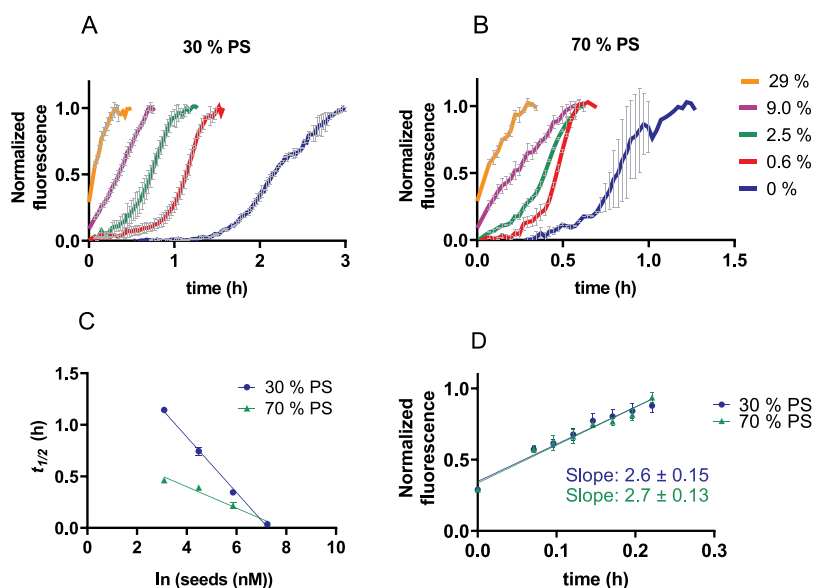 A
30 % PS
Normalized
fluorescence
1.0
0.5
0.0
0
1
2
3
time (h)
B
70 % PS
Normalized
fluorescence
1.0
0.5
0.0
0.0
0.5
1.0
1.5
time (h)
29 %
9.0 %
2.5 %
0.6 %
0 %
C
t1/2 (h)
1.5
1.0
0.5
0.0
0
2
4
6
8
10
ln (seeds (nM))
30 % PS
70 % PS
D
Normalized
fluorescence
1.0
0.5
0.0
0.0
0.1
0.2
0.3
time (h)
30 % PS
70 % PS
Slope: 2.6 ± 0.15
Slope: 2.7 ± 0.13